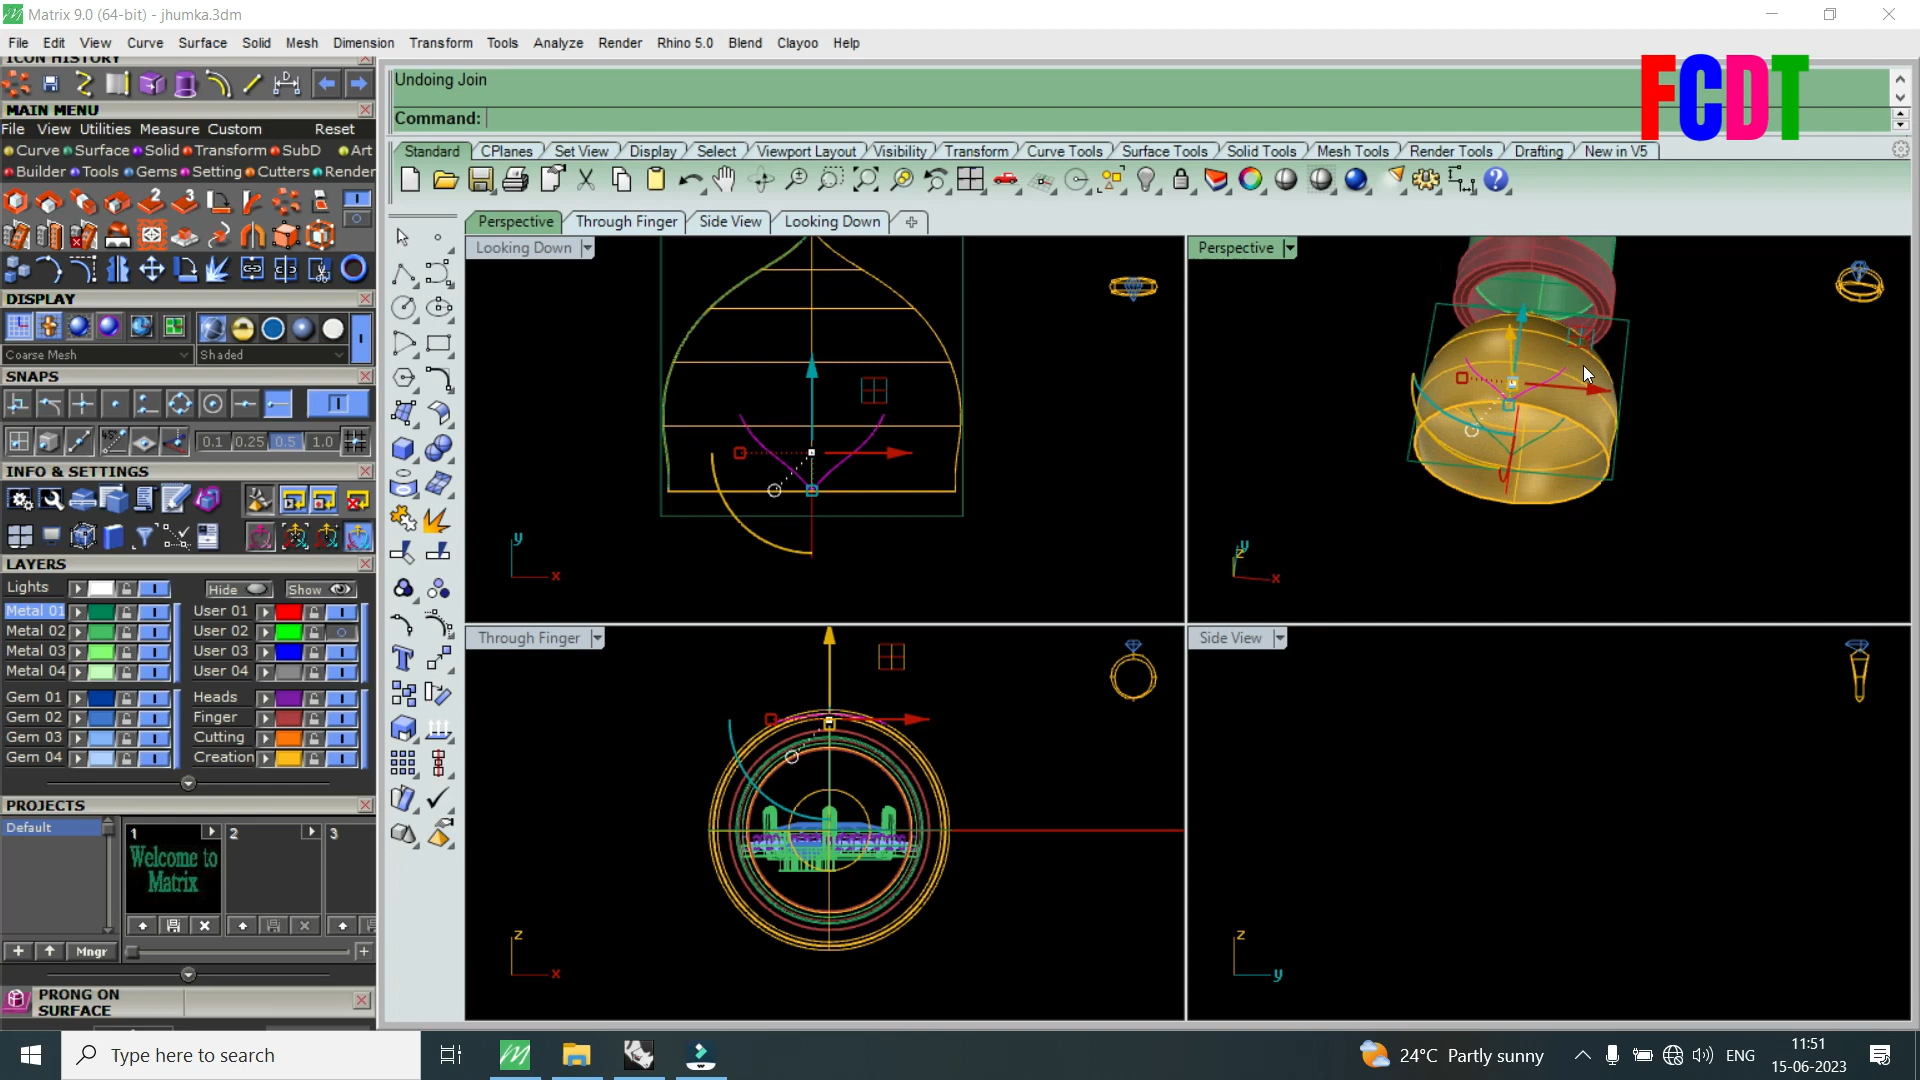 Matrix 9.0 (64-bit) - jhumka.3dm
File Edit View Curve Surface Solid Mesh Dimension Transform Tools Analyze Render Rhino 5.0 Blend Clayoo Help
FCDT
ICON HISTORY
Undoing Join
Command:
MAIN MENU
File View Utilities Measure Custom Reset
Curve Surface Solid Transform SubD Art
Builder Tools Gems Setting Cutters Render
Standard CPlanes Set View Display Select Viewport Layout Visibility Transform Curve Tools Surface Tools Solid Tools Mesh Tools Render Tools Drafting New in V5
Perspective Through Finger Side View Looking Down
Looking Down
Perspective
DISPLAY
Coarse Mesh Shaded
SNAPS
0.1 0.25 0.5 1.0
INFO & SETTINGS
LAYERS
Lights Hide Show
Metal 01 User 01
Metal 02 User 02
Metal 03 User 03
Metal 04 User 04
Gem 01 Heads
Gem 02 Finger
Gem 03 Cutting
Gem 04 Creation
y x
y z x
Through Finger
Side View
z x
z y
PROJECTS
Default
1 2 3
Welcome to
Matrix
Mngr
PRONG ON
SURFACE
Type here to search
24°C Partly sunny
ENG
11:51
15-06-2023